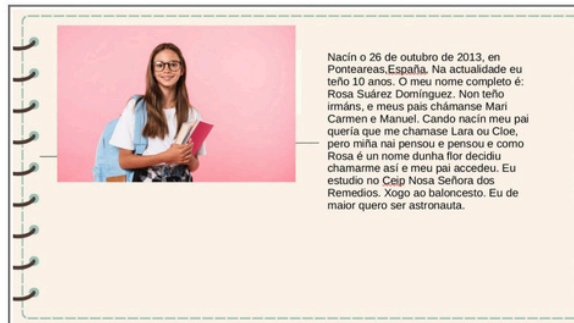 Nacín o 26 de outubro de 2013, en
Ponteareas,España. Na actualidade eu
teño 10 anos. O meu nome completo é:
Rosa Suárez Domínguez. Non teño
irmáns, e meus pais chámanse Mari
Carmen e Manuel. Cando nacín meu pai
quería que me chamase Lara ou Cloe,
pero miña nai pensou e pensou e como
Rosa é un nome dunha flor decidiu
chamarme así e meu pai accedeu. Eu
estudio no Ceip Nosa Señora dos
Remedios. Xogo ao baloncesto. Eu de
maior quero ser astronauta.